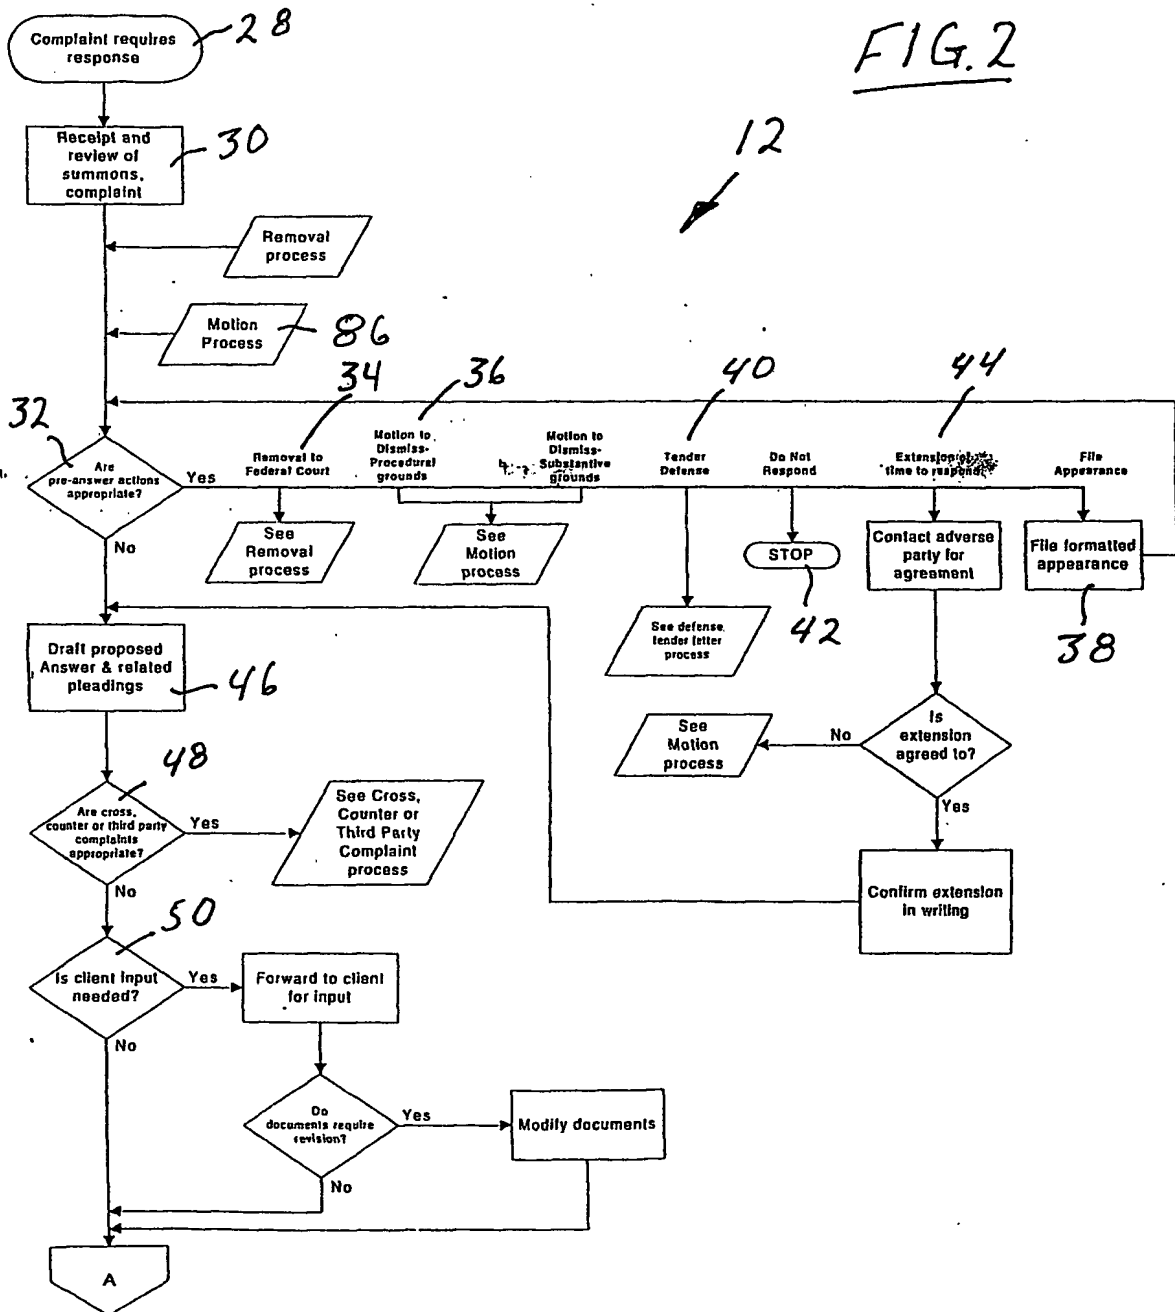 FIG. 2
28
Complaint requires
response
30
Receipt and
review of
summons,
complaint
12
Removal
process
Motion
Process
86
32
34
36
40
44
Are
pre-answer actions
appropriate?
Yes
No
Removal to
Federal Court
Motion to
Dismiss-
Procedural
grounds
Motion to
Dismiss-
Substantive
grounds
Tender
Defense
Do Not
Respond
Extension of
time to respond
File
Appearance
See
Removal
process
See
Motion
process
See defense,
tender letter
process
STOP
42
Contact adverse
party for
agreement
File formatted
appearance
38
Draft proposed
Answer & related
pleadings
46
Is
extension
agreed to?
No
Yes
See
Motion
process
Confirm extension
in writing
48
Are cross,
counter or third party
complaints
appropriate?
Yes
No
See Cross,
Counter or
Third Party
Complaint
process
50
Is client input
needed?
Yes
No
Forward to client
for input
Do
documents require
revision?
Yes
No
Modify documents
A